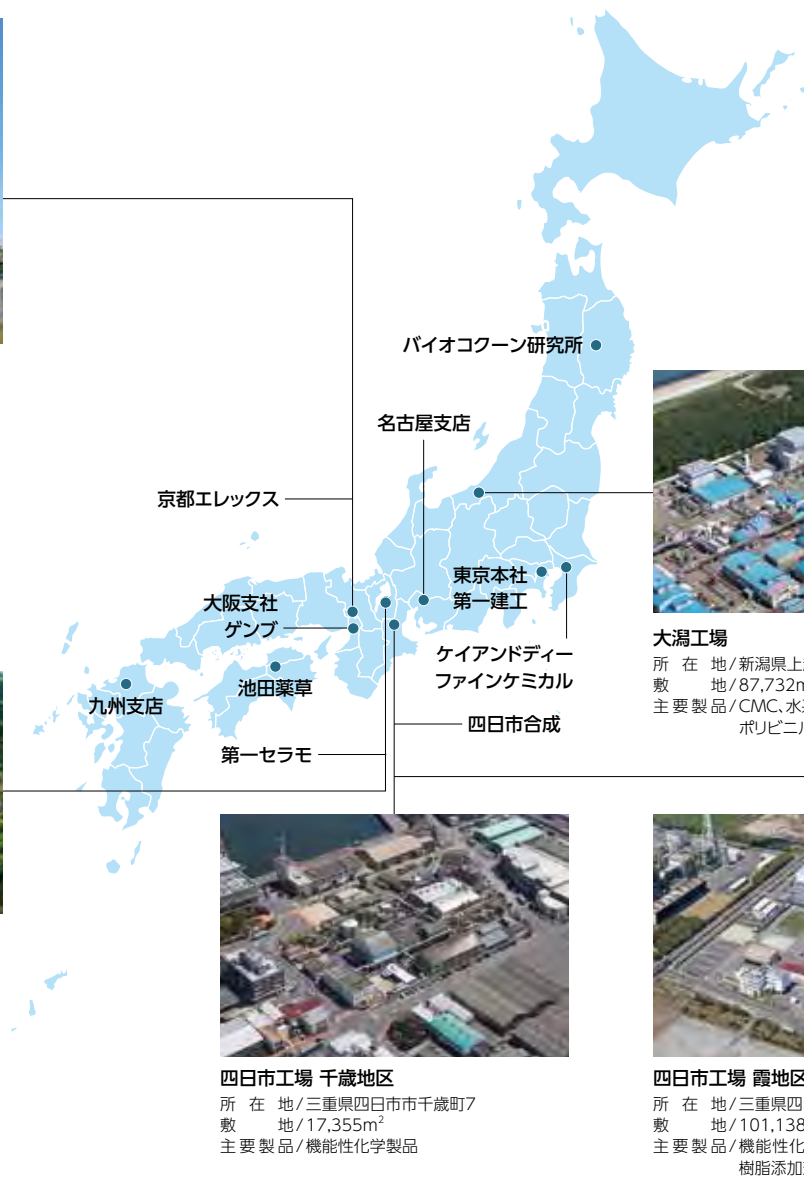 バイオコクーン研究所
名古屋支店
京都エレックス
東京本社
第一建工
大阪支社
ゲンブ
ケイアンドディー
ファインケミカル
池田薬草
九州支店
四日市合成
第一セラモ
大潟工場
所在地/新潟県上
敷地/87,732m
主要製品/CMC、水
ポリビニ
四日市工場 千歳地区
所在地/三重県四日市市千歳町7
敷地/17,355m²
主要製品/機能性化学製品
四日市工場 霞地区
所在地/三重県四
敷地/101,138
主要製品/機能性化
樹脂添加